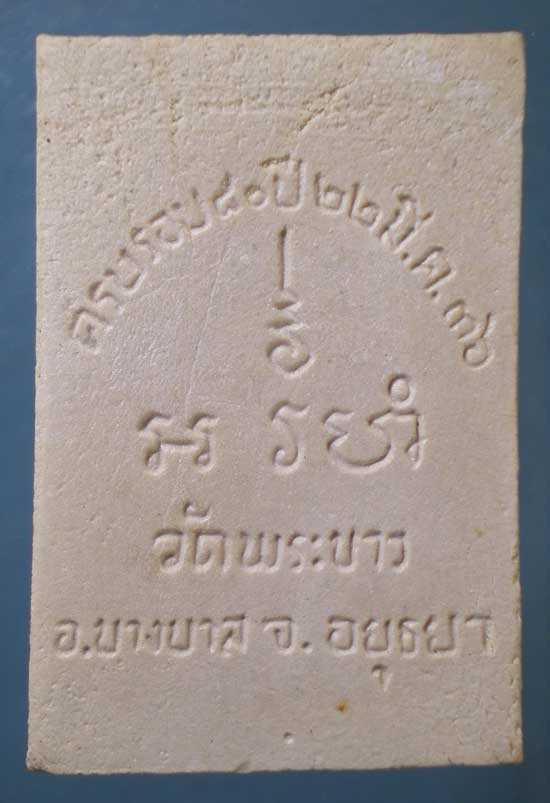 ครบรอบ ๘๐ ปี ๒๒ มี.ค. ๓๖
วัดพระขาว
อ.บางบาล จ. อยุธยา